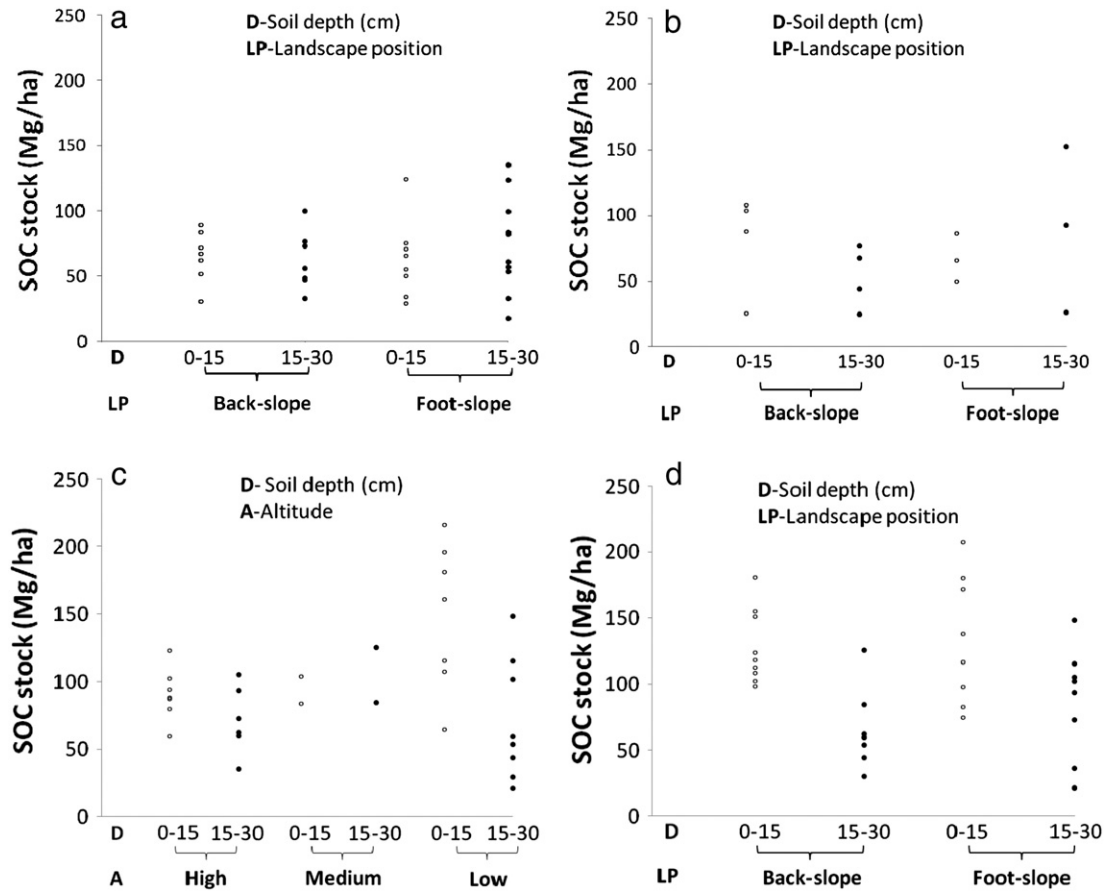 a
D-Soil depth (cm)
LP-Landscape position
SOC stock (Mg/ha)
250
200
150
100
50
0
D 0-15 15-30 0-15 15-30
LP Back-slope Foot-slope
b
D-Soil depth (cm)
LP-Landscape position
SOC stock (Mg/ha)
250
200
150
100
50
0
D 0-15 15-30 0-15 15-30
LP Back-slope Foot-slope
c
D- Soil depth (cm)
A-Altitude
SOC stock (Mg/ha)
250
200
150
100
50
0
D 0-15 15-30 0-15 15-30 0-15 15-30
A High Medium Low
d
D-Soil depth (cm)
LP-Landscape position
SOC stock (Mg/ha)
250
200
150
100
50
0
D 0-15 15-30 0-15 15-30
LP Back-slope Foot-slope